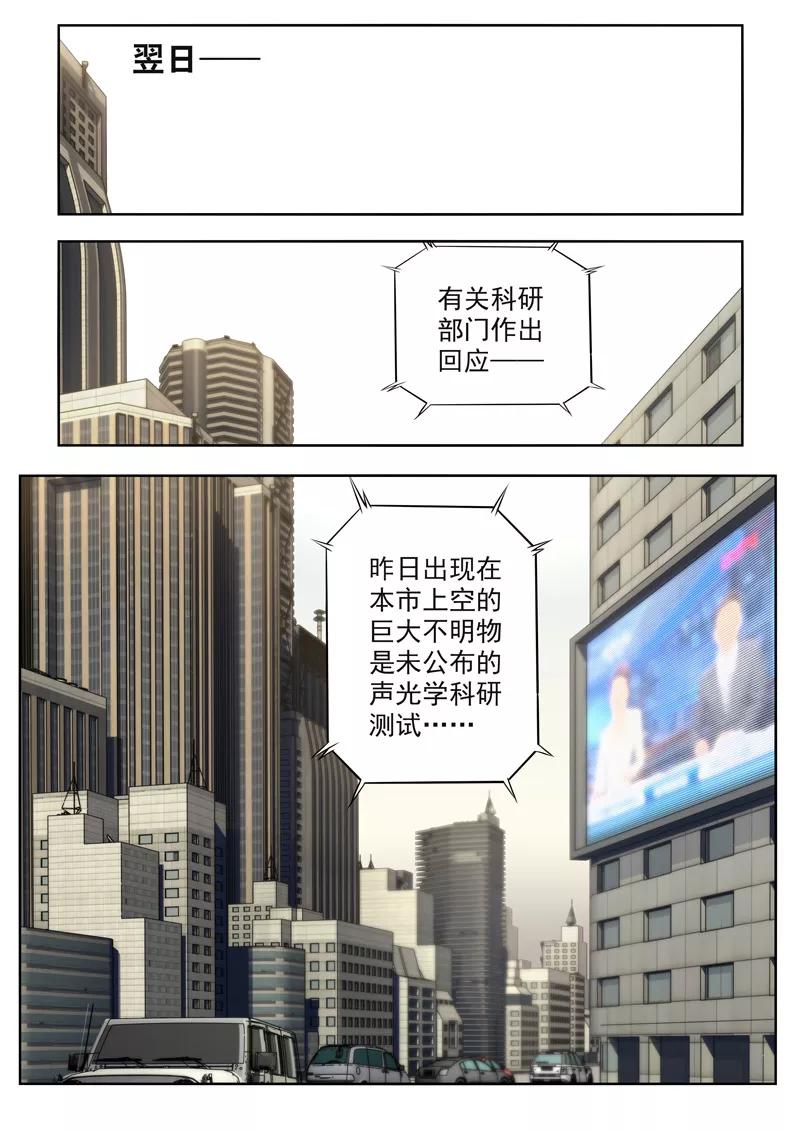 翌日——
有关科研
部门作出
回应——
昨日出现在
本市上空的
巨大不明物
是未公布的
声光学科研
测试……